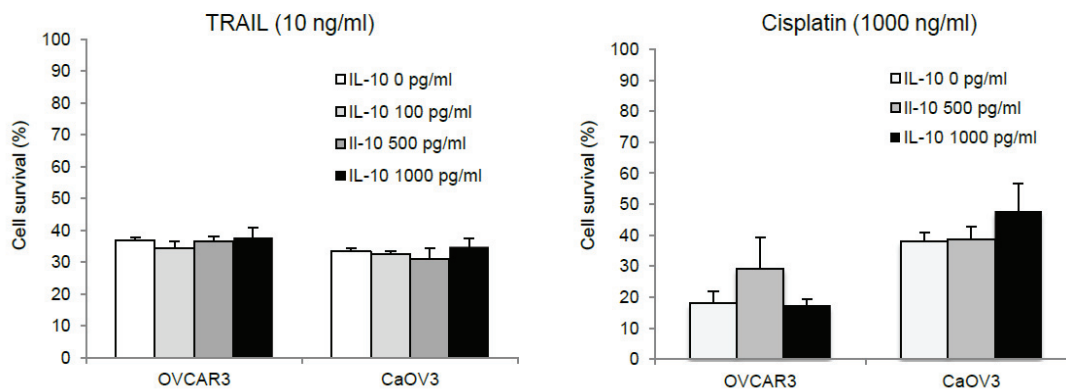 TRAIL (10 ng/ml)
Cell survival (%)
100
90
80
70
60
50
40
30
20
10
0
IL-10 0 pg/ml
IL-10 100 pg/ml
Il-10 500 pg/ml
IL-10 1000 pg/ml
OVCAR3 CaOV3
Cisplatin (1000 ng/ml)
Cell survival (%)
100
90
80
70
60
50
40
30
20
10
0
IL-10 0 pg/ml
Il-10 500 pg/ml
IL-10 1000 pg/ml
OVCAR3 CaOV3